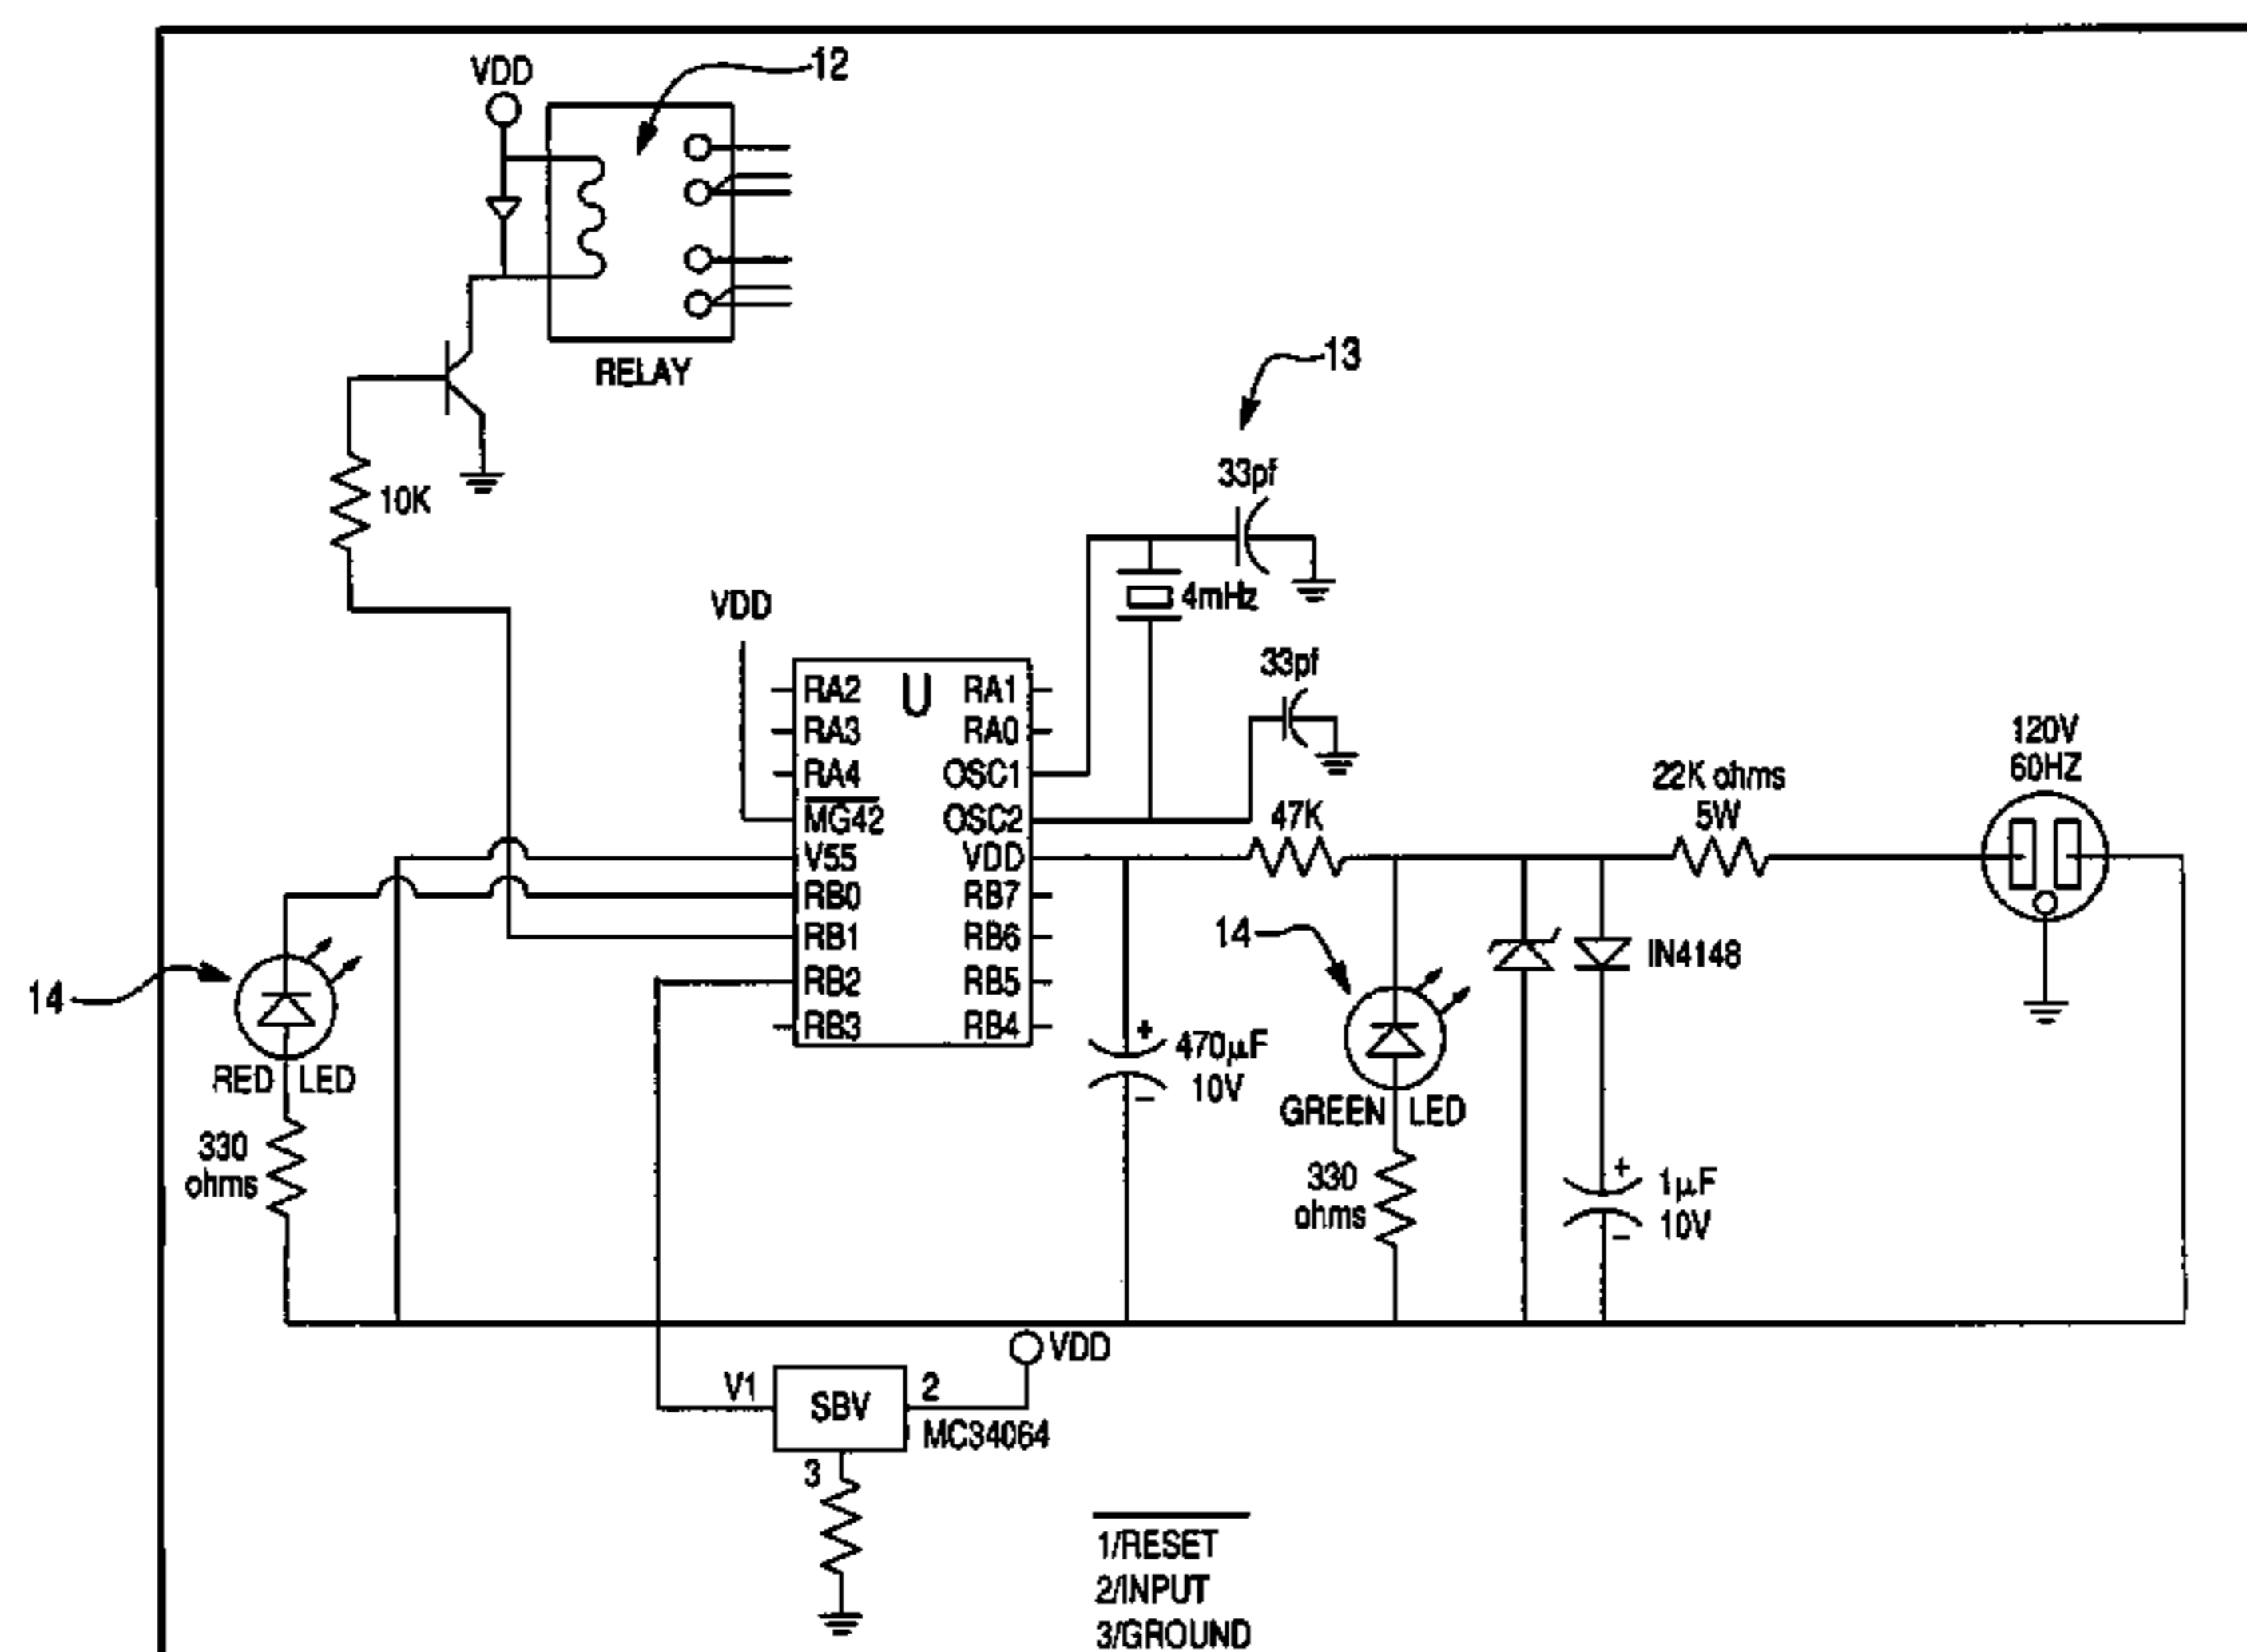 VDD
12
RELAY
10K
13
33pf
4mHz
33pf
VDD
U
RA2
RA3
RA4
MG42
V55
RB0
RB1
RB2
RB3
RA1
RA0
OSC1
OSC2
VDD
RB7
RB6
RB5
RB4
47K
22K ohms
5W
120V
60HZ
14
RED LED
330
ohms
+
470µF
10V
–
14
GREEN LED
330
ohms
IN4148
+
1µF
10V
–
VDD
V1
SBV
2
MC34064
3
1/RESET
2/INPUT
3/GROUND